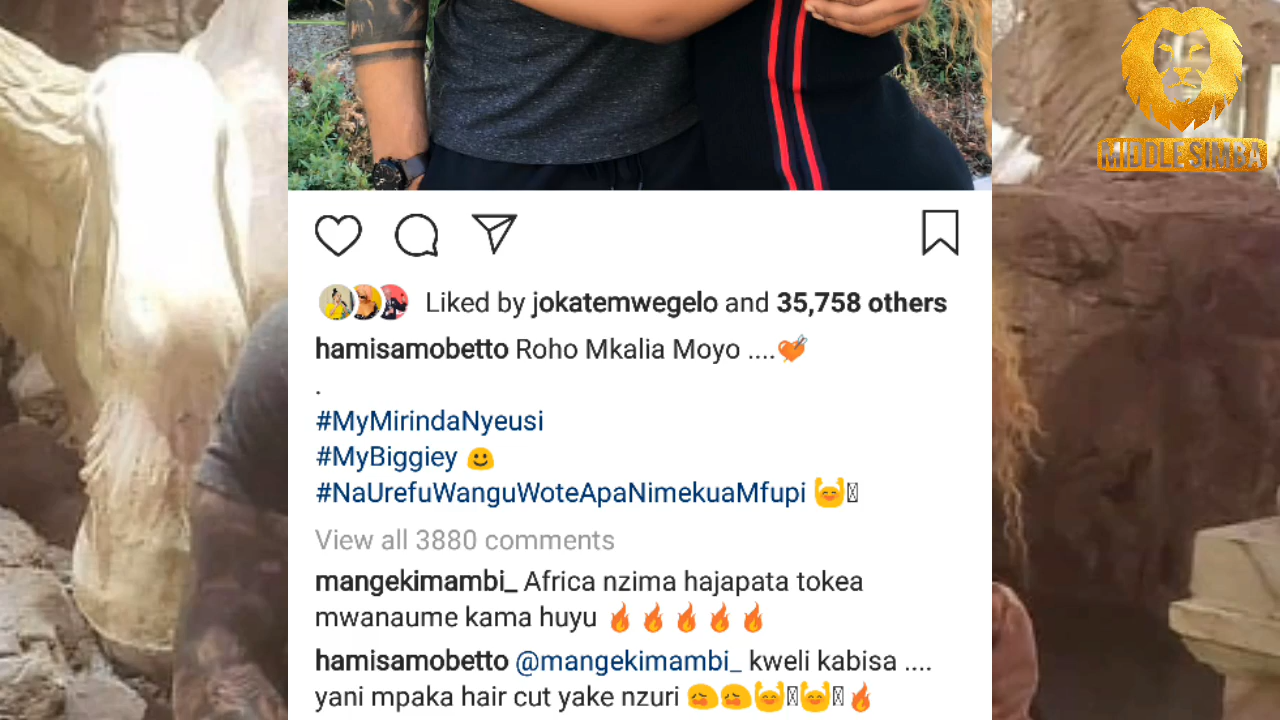 MIDDLE SIMBA
Liked by jokatemwegelo and 35,758 others
hamisamobetto Roho Mkalia Moyo ....💘
.
#MyMirindaNyeusi
#MyBiggiey ☺
#NaUrefuWanguWoteApaNimekuaMfupi 🙌
View all 3880 comments
mangekimambi_ Africa nzima hajapata tokea
mwanaume kama huyu 🔥🔥🔥🔥🔥
hamisamobetto @mangekimambi_ kweli kabisa ....
yani mpaka hair cut yake nzuri 😩😩🙌🙌🔥